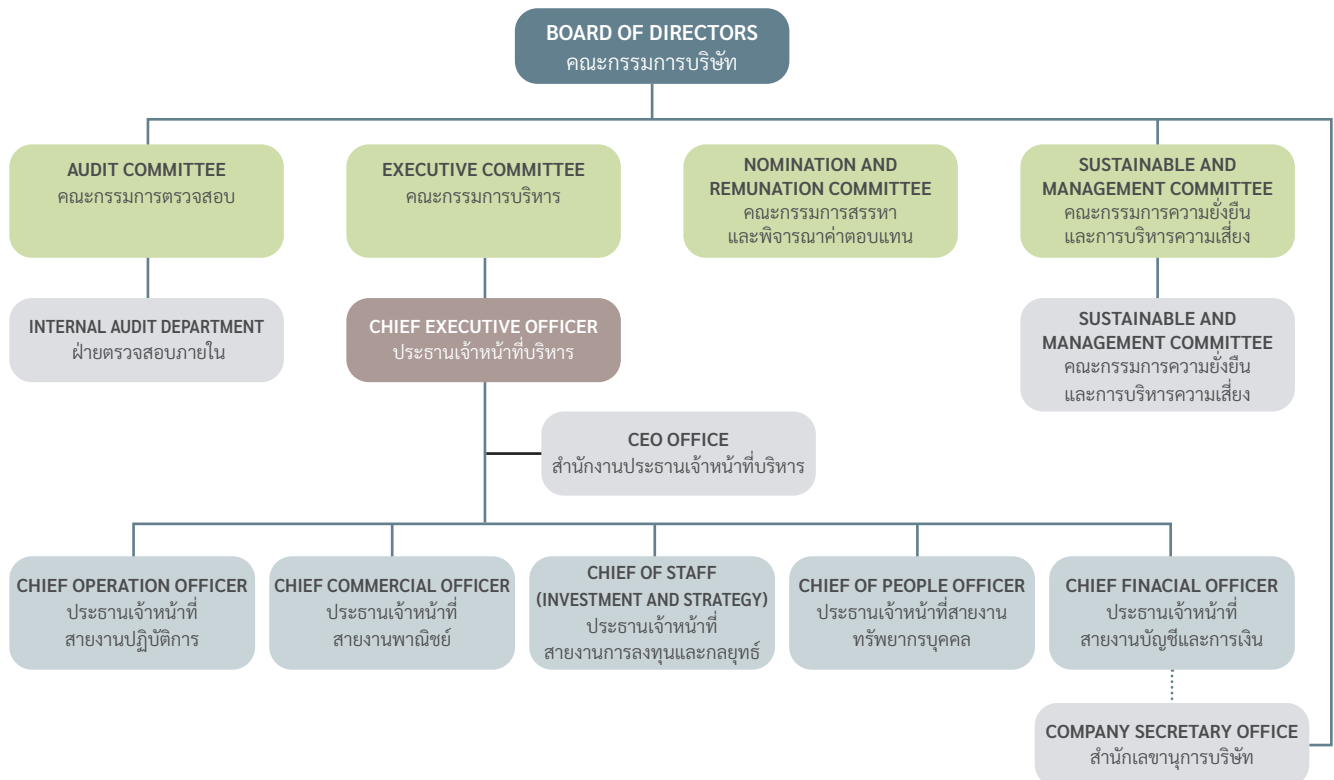 BOARD OF DIRECTORS
คณะกรรมการบริษัท
AUDIT COMMITTEE
คณะกรรมการตรวจสอบ
EXECUTIVE COMMITTEE
คณะกรรมการบริหาร
NOMINATION AND
REMUNATION COMMITTEE
คณะกรรมการสรรหา
และพิจารณาค่าตอบแทน
SUSTAINABLE AND
MANAGEMENT COMMITTEE
คณะกรรมการความยั่งยืน
และการบริหารความเสี่ยง
INTERNAL AUDIT DEPARTMENT
ฝ่ายตรวจสอบภายใน
CHIEF EXECUTIVE OFFICER
ประธานเจ้าหน้าที่บริหาร
SUSTAINABLE AND
MANAGEMENT COMMITTEE
คณะกรรมการความยั่งยืน
และการบริหารความเสี่ยง
CEO OFFICE
สำนักงานประธานเจ้าหน้าที่บริหาร
CHIEF OPERATION OFFICER
ประธานเจ้าหน้าที่
สายงานปฏิบัติการ
CHIEF COMMERCIAL OFFICER
ประธานเจ้าหน้าที่
สายงานพาณิชย์
CHIEF OF STAFF
(INVESTMENT AND STRATEGY)
ประธานเจ้าหน้าที่
สายงานการลงทุนและกลยุทธ์
CHIEF OF PEOPLE OFFICER
ประธานเจ้าหน้าที่สายงาน
ทรัพยากรบุคคล
CHIEF FINACIAL OFFICER
ประธานเจ้าหน้าที่
สายงานบัญชีและการเงิน
COMPANY SECRETARY OFFICE
สำนักเลขานุการบริษัท